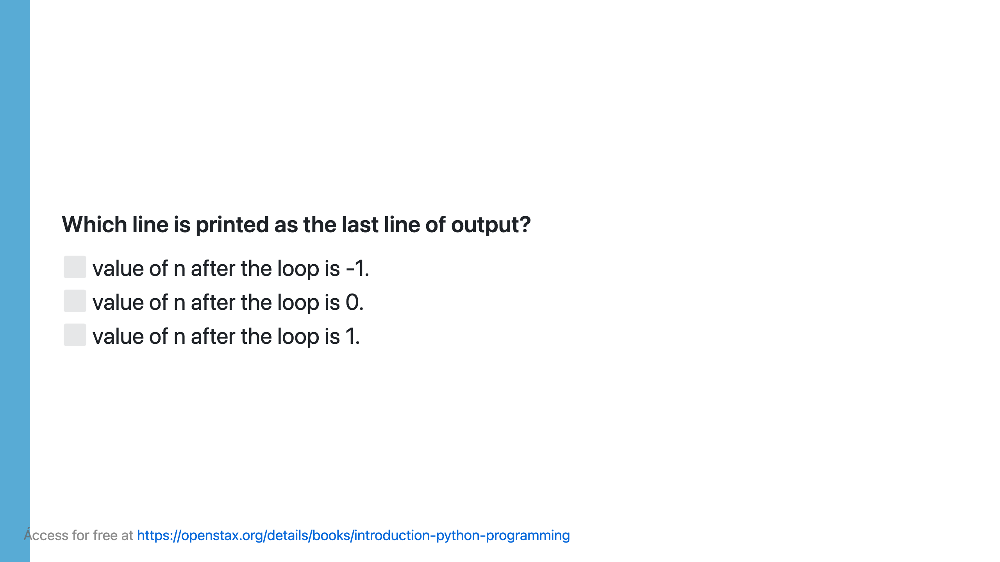 Which line is printed as the last line of output?
value of n after the loop is -1.
value of n after the loop is 0.
value of n after the loop is 1.
Áccess for free at https://openstax.org/details/books/introduction-python-programming